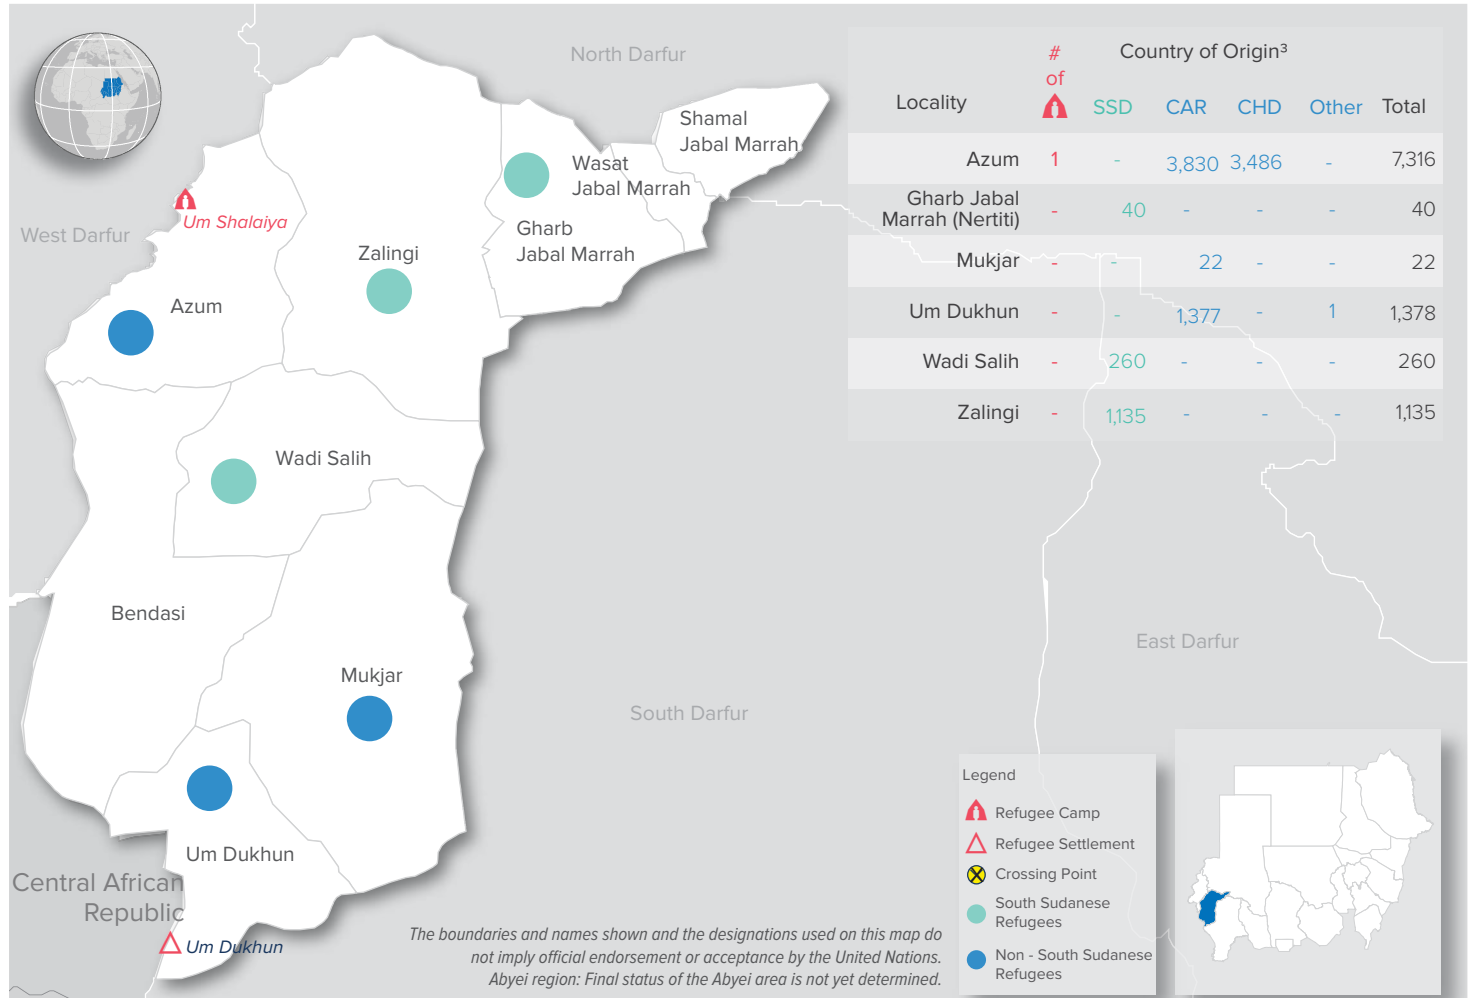 North Darfur
Shamal
Jabal Marrah
Wasat
Jabal Marrah
Um Shalaiya
West Darfur
Gharb
Jabal Marrah
Zalingi
Azum
Wadi Salih
Bendasi
Mukjar
East Darfur
South Darfur
Um Dukhun
Central African
Republic
Um Dukhun
# of Country of Origin³
Locality SSD CAR CHD Other Total
Azum 1 - 3,830 3,486 - 7,316
Gharb Jabal
Marrah (Nertiti) - 40 - - - 40
Mukjar - - 22 - - 22
Um Dukhun - - 1,377 - 1 1,378
Wadi Salih - 260 - - - 260
Zalingi - 1,135 - - - 1,135
The boundaries and names shown and the designations used on this map do
not imply official endorsement or acceptance by the United Nations.
Abyei region: Final status of the Abyei area is not yet determined.
Legend
Refugee Camp
Refugee Settlement
Crossing Point
South Sudanese
Refugees
Non - South Sudanese
Refugees